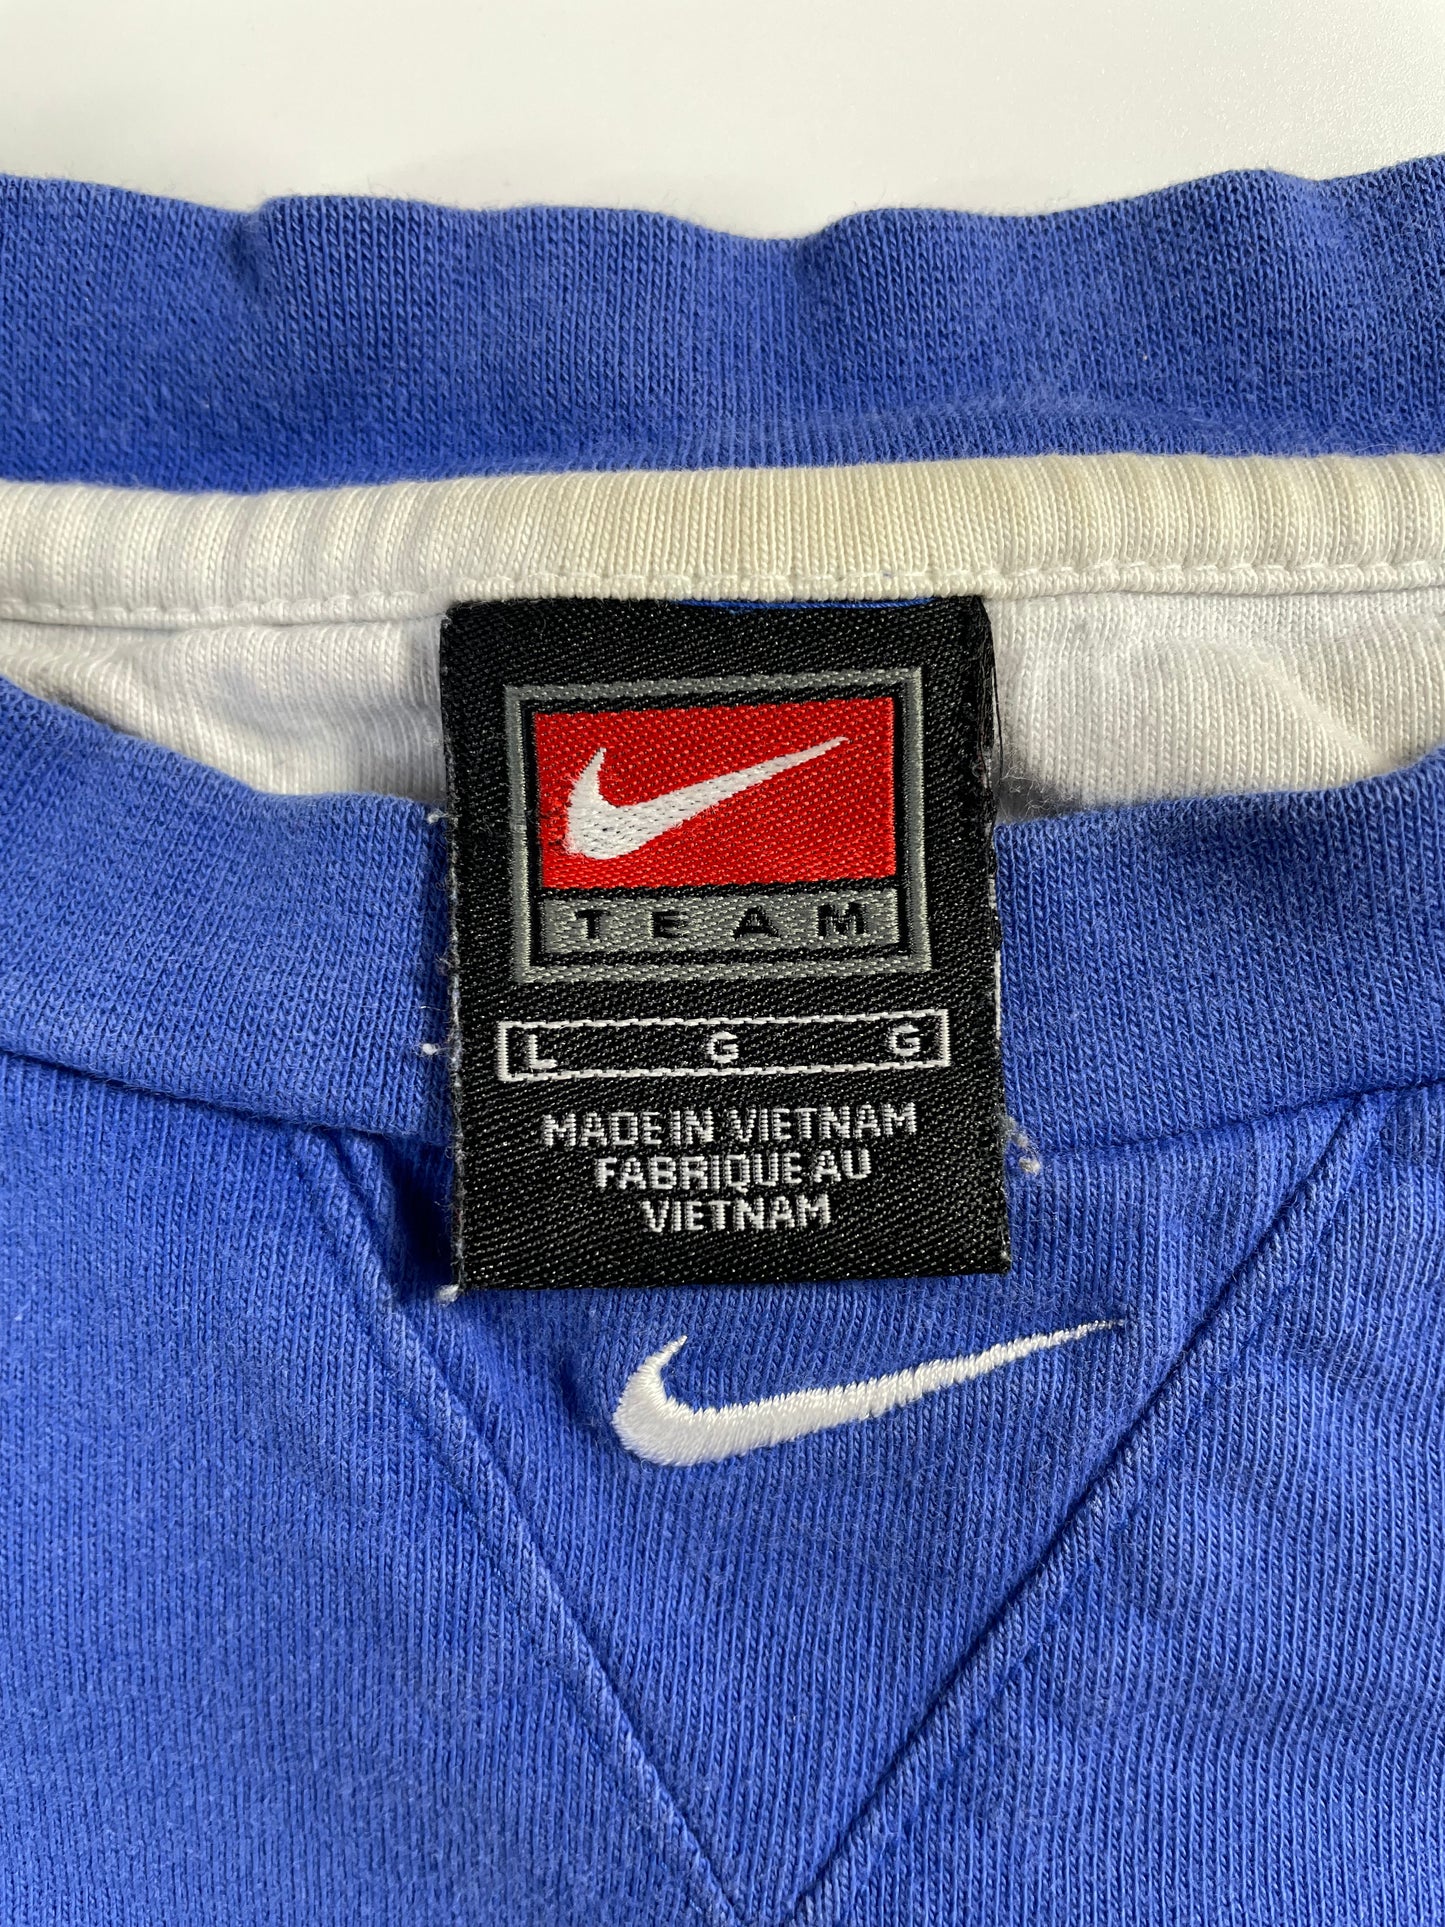 TEAM
L G G
MADE IN VIETNAM
FABRIQUE AU
VIETNAM